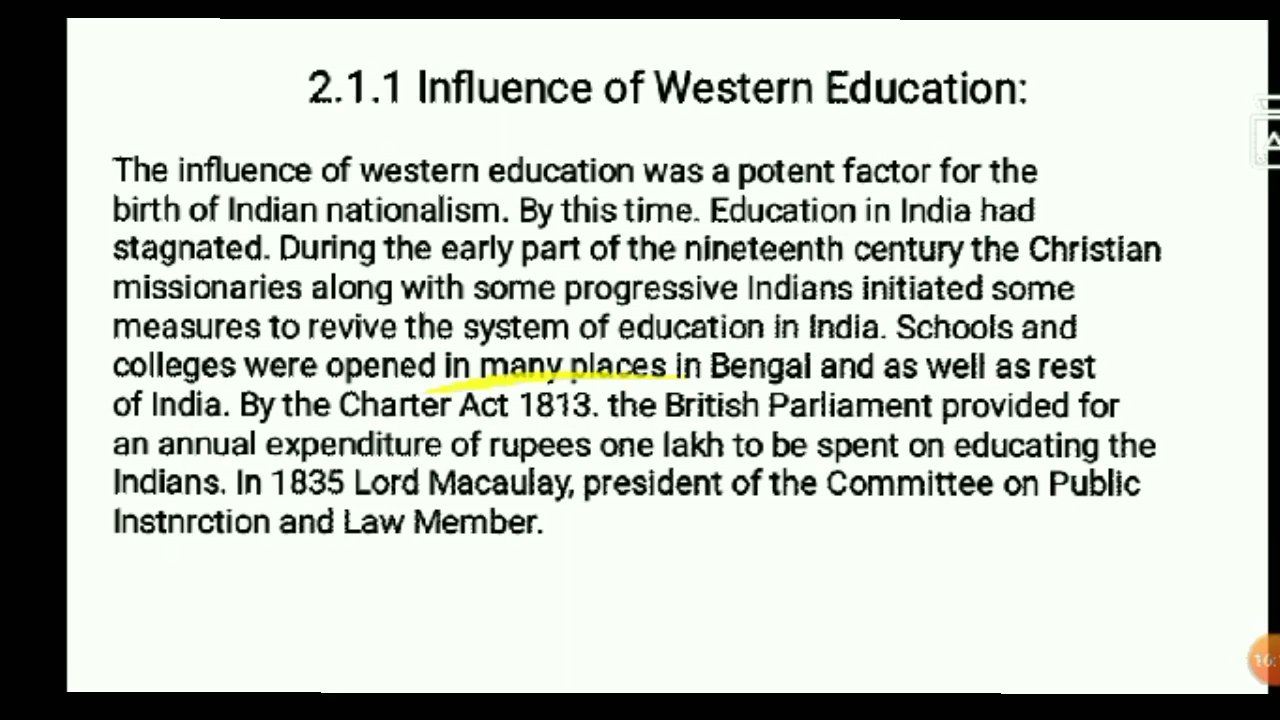 2.1.1 Influence of Western Education:
The influence of western education was a potent factor for the
birth of Indian nationalism. By this time. Education in India had
stagnated. During the early part of the nineteenth century the Christian
missionaries along with some progressive Indians initiated some
measures to revive the system of education in India. Schools and
colleges were opened in many places in Bengal and as well as rest
of India. By the Charter Act 1813. the British Parliament provided for
an annual expenditure of rupees one lakh to be spent on educating the
Indians. In 1835 Lord Macaulay, president of the Committee on Public
Instnrction and Law Member.